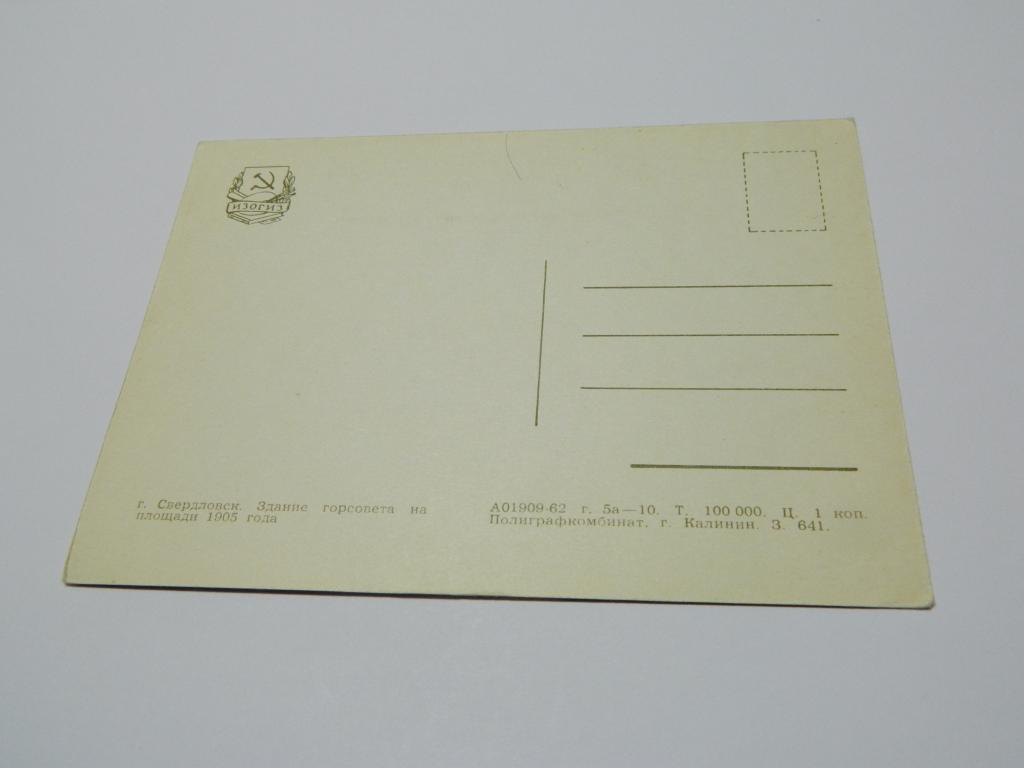 ИЗОГИЗ
г. Свердловск. Здание горсовета на
площади 1905 года
А01909-62 г. 5а—10. Т. 100 000. Ц. 1 коп.
Полиграфкомбинат. г. Калинин. З. 641.